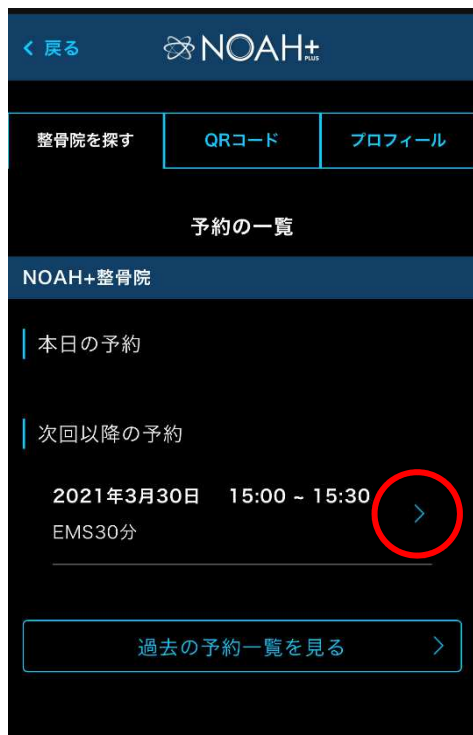 戻る
NOAH+
PLUS
整骨院を探す
QRコード
プロフィール
予約の一覧
NOAH+整骨院
本日の予約
次回以降の予約
2021年3月30日 15:00 ~ 15:30
EMS30分
過去の予約一覧を見る